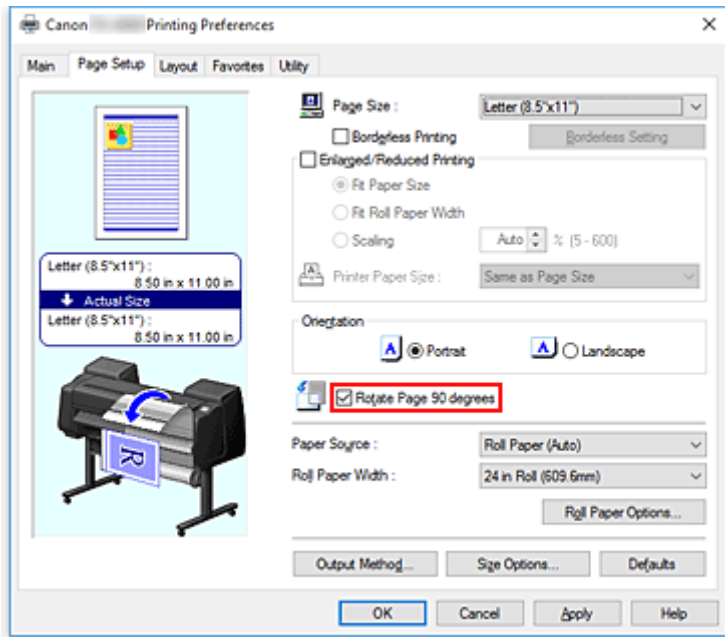 Canon Printing Preferences
Main Page Setup Layout Favorites Utility
Page Size : Letter (8.5"x11")
Borderless Printing Borderless Setting
Enlarged/Reduced Printing
Fit Paper Size
Fit Roll Paper Width
Scaling Auto % (5 - 600)
Printer Paper Size : Same as Page Size
Letter (8.5"x11") :
8.50 in x 11.00 in
Actual Size
Letter (8.5"x11") :
8.50 in x 11.00 in
Orientation
A Portrait A Landscape
Rotate Page 90 degrees
R
Paper Source : Roll Paper (Auto)
Roll Paper Width : 24 in Roll (609.6mm)
Roll Paper Options...
Output Method... Size Options... Defaults
OK Cancel Apply Help